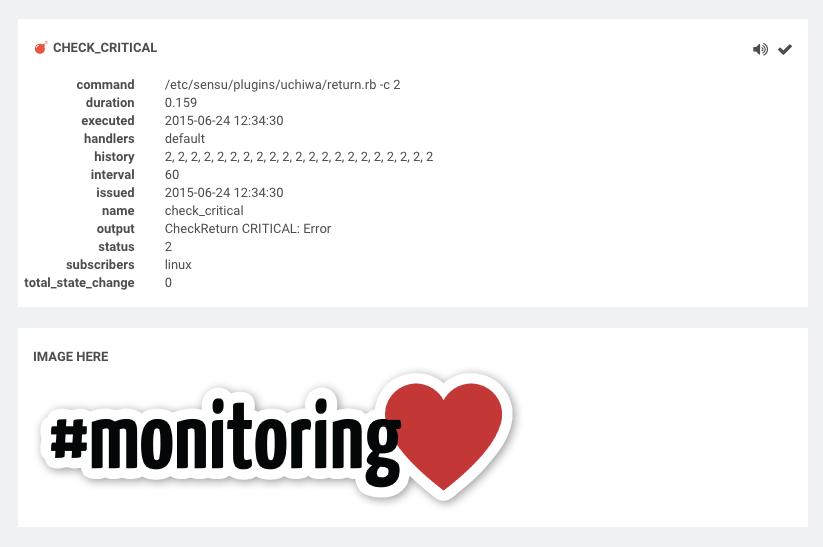 CHECK_CRITICAL
command /etc/sensu/plugins/uchiwa/return.rb -c 2
duration 0.159
executed 2015-06-24 12:34:30
handlers default
history 2, 2, 2, 2, 2, 2, 2, 2, 2, 2, 2, 2, 2, 2, 2, 2, 2, 2, 2, 2, 2
interval 60
issued 2015-06-24 12:34:30
name check_critical
output CheckReturn CRITICAL: Error
status 2
subscribers linux
total_state_change 0
IMAGE HERE
#monitoring